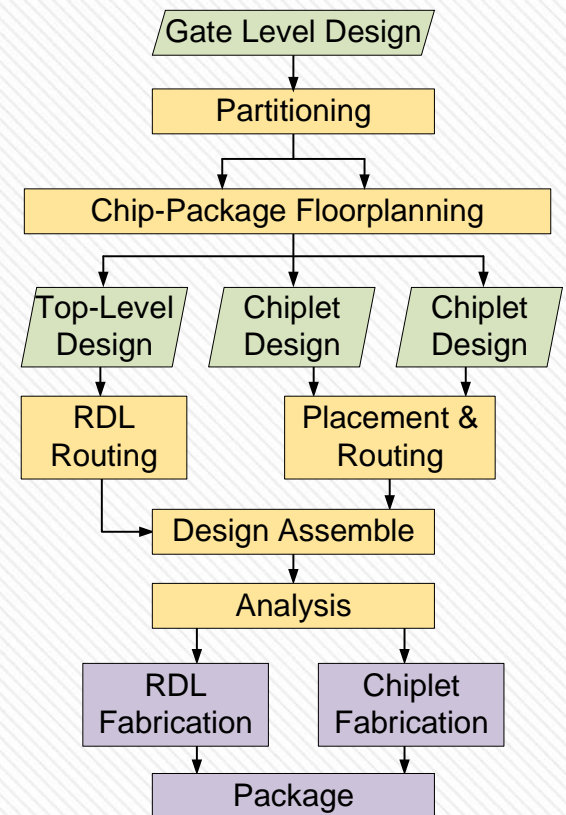 Gate Level Design
Partitioning
Chip-Package Floorplanning
Top-Level
Design
Chiplet
Design
Chiplet
Design
RDL
Routing
Placement &
Routing
Design Assemble
Analysis
RDL
Fabrication
Chiplet
Fabrication
Package